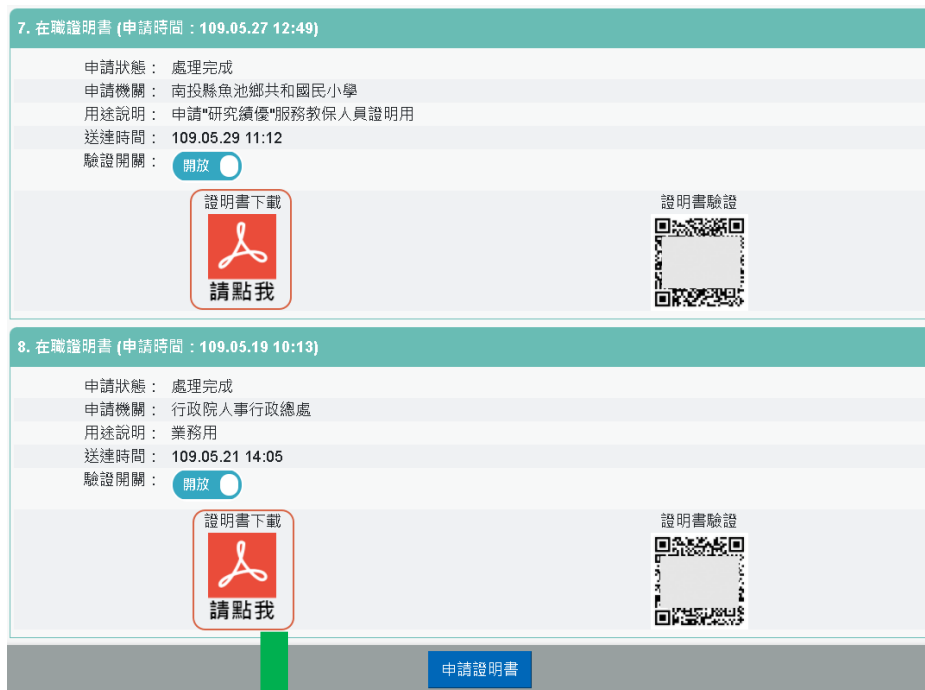 7. 在職證明書 (申請時間：109.05.27 12:49)
申請狀態： 處理完成
申請機關： 南投縣魚池鄉共和國民小學
用途說明： 申請"研究績優"服務教保人員證明用
送達時間： 109.05.29 11:12
驗證開關： 開放
證明書下載 證明書驗證
請點我
8. 在職證明書 (申請時間：109.05.19 10:13)
申請狀態： 處理完成
申請機關： 行政院人事行政總處
用途說明： 業務用
送達時間： 109.05.21 14:05
驗證開關： 開放
證明書下載 證明書驗證
請點我
申請證明書